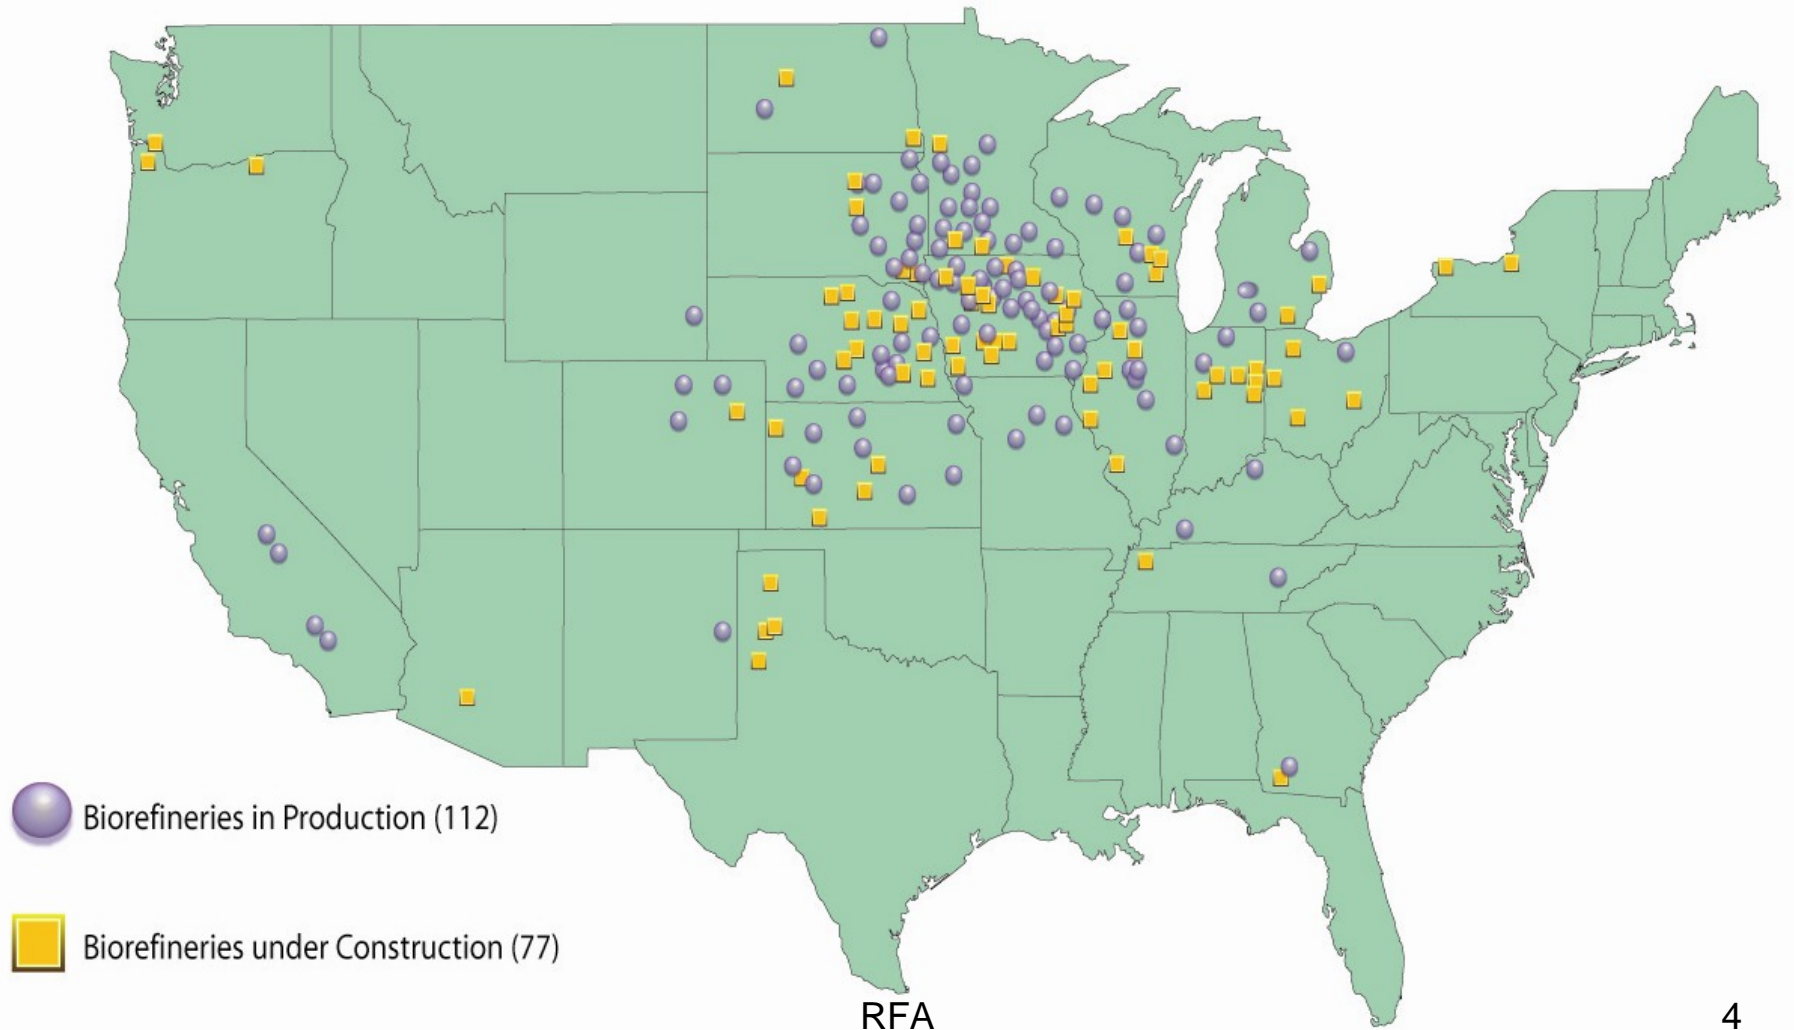 Biorefineries in Production (112)
Biorefineries under Construction (77)
RFA
4